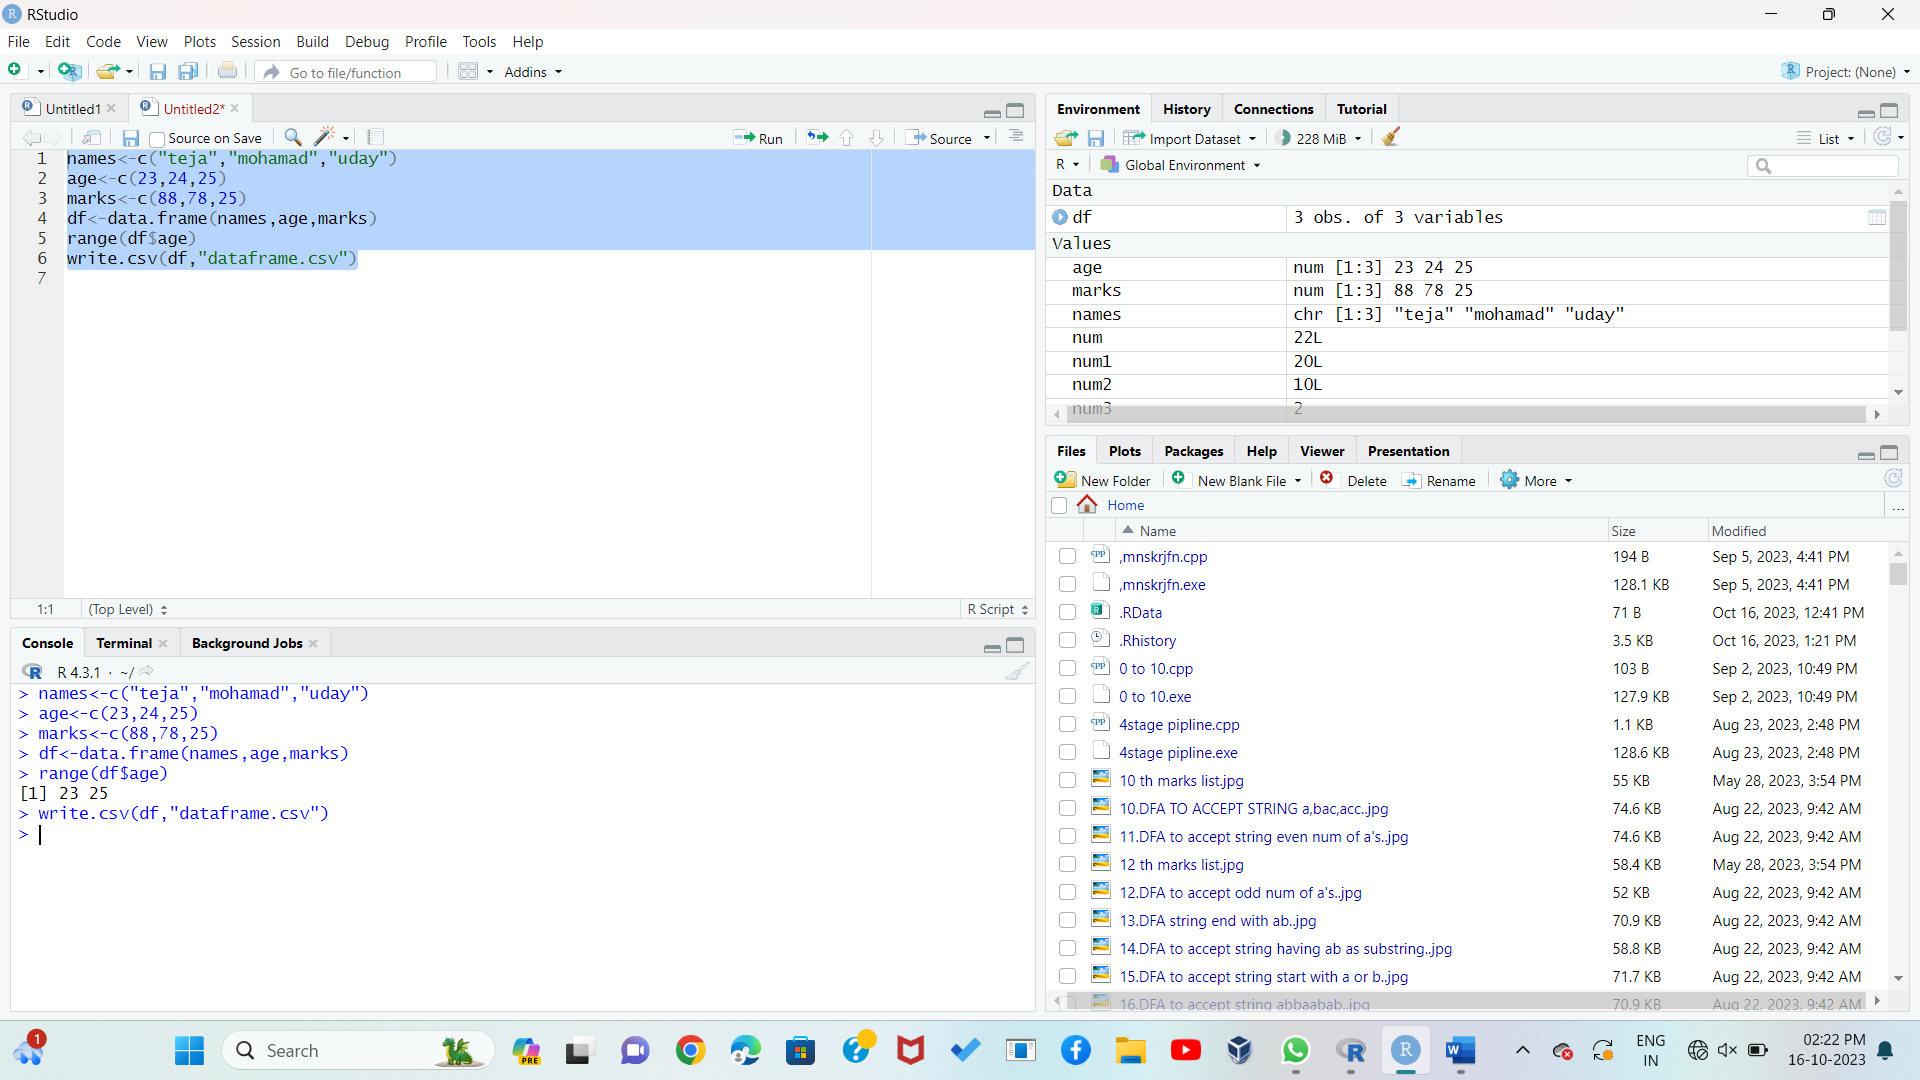 RStudio
File Edit Code View Plots Session Build Debug Profile Tools Help
Go to file/function Addins Project: (None)
Untitled1 Untitled2*
Source on Save Run Source
1 names<-c("teja","mohamad","uday")
2 age<-c(23,24,25)
3 marks<-c(88,78,25)
4 df<-data.frame(names,age,marks)
5 range(df$age)
6 write.csv(df,"dataframe.csv")
7
1:1 (Top Level) R Script
Console Terminal Background Jobs
R 4.3.1 · ~/
> names<-c("teja","mohamad","uday")
> age<-c(23,24,25)
> marks<-c(88,78,25)
> df<-data.frame(names,age,marks)
> range(df$age)
[1] 23 25
> write.csv(df,"dataframe.csv")
>
Environment History Connections Tutorial
Import Dataset 228 MiB List
R Global Environment
Data
df 3 obs. of 3 variables
Values
age num [1:3] 23 24 25
marks num [1:3] 88 78 25
names chr [1:3] "teja" "mohamad" "uday"
num 22L
num1 20L
num2 10L
num3 2
Files Plots Packages Help Viewer Presentation
New Folder New Blank File Delete Rename More
Home ...
Name Size Modified
,mnskrjfn.cpp 194 B Sep 5, 2023, 4:41 PM
,mnskrjfn.exe 128.1 KB Sep 5, 2023, 4:41 PM
.RData 71 B Oct 16, 2023, 12:41 PM
.Rhistory 3.5 KB Oct 16, 2023, 1:21 PM
0 to 10.cpp 103 B Sep 2, 2023, 10:49 PM
0 to 10.exe 127.9 KB Sep 2, 2023, 10:49 PM
4stage pipline.cpp 1.1 KB Aug 23, 2023, 2:48 PM
4stage pipline.exe 128.6 KB Aug 23, 2023, 2:48 PM
10 th marks list.jpg 55 KB May 28, 2023, 3:54 PM
10.DFA TO ACCEPT STRING a,bac,acc..jpg 74.6 KB Aug 22, 2023, 9:42 AM
11.DFA to accept string even num of a's..jpg 74.6 KB Aug 22, 2023, 9:42 AM
12 th marks list.jpg 58.4 KB May 28, 2023, 3:54 PM
12.DFA to accept odd num of a's..jpg 52 KB Aug 22, 2023, 9:42 AM
13.DFA string end with ab..jpg 70.9 KB Aug 22, 2023, 9:42 AM
14.DFA to accept string having ab as substring..jpg 58.8 KB Aug 22, 2023, 9:42 AM
15.DFA to accept string start with a or b..jpg 71.7 KB Aug 22, 2023, 9:42 AM
16.DFA to accept string abbaabab..jpg 70.9 KB Aug 22, 2023, 9:42 AM
1 Search PRE ENG 02:22 PM
IN 16-10-2023